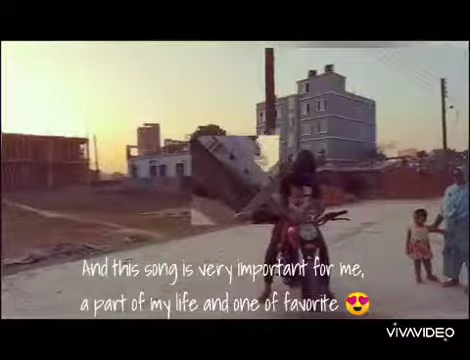 And this song is very important for me,
a part of my life and one of favorite 😍
VIVAVIDEO